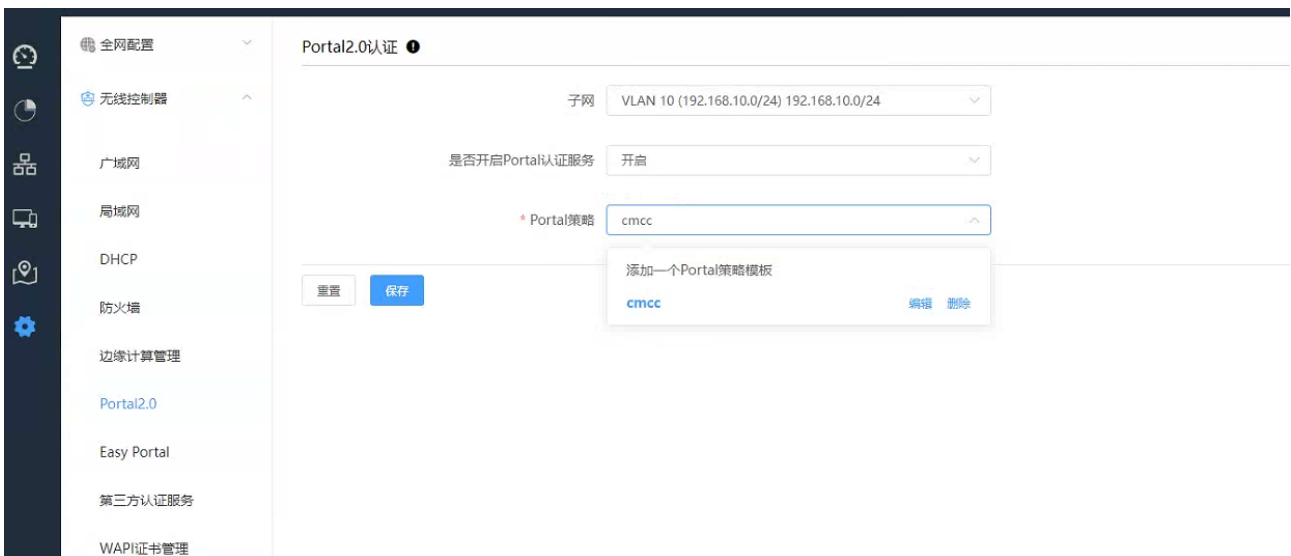 全网配置
无线控制器
广域网
局域网
DHCP
防火墙
边缘计算管理
Portal2.0
Easy Portal
第三方认证服务
WAPI证书管理
Portal2.0认证
子网 VLAN 10 (192.168.10.0/24) 192.168.10.0/24
是否开启Portal认证服务 开启
* Portal策略 cmcc
添加一个Portal策略模板
cmcc 编辑 删除
重置 保存